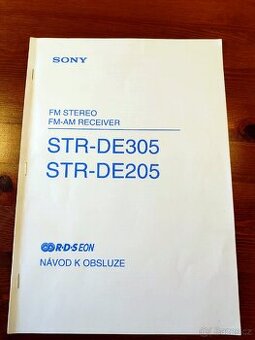 SONY
FM STEREO
FM-AM RECEIVER
STR-DE305
STR-DE205
R·D·S EON
NÁVOD K OBSLUZE